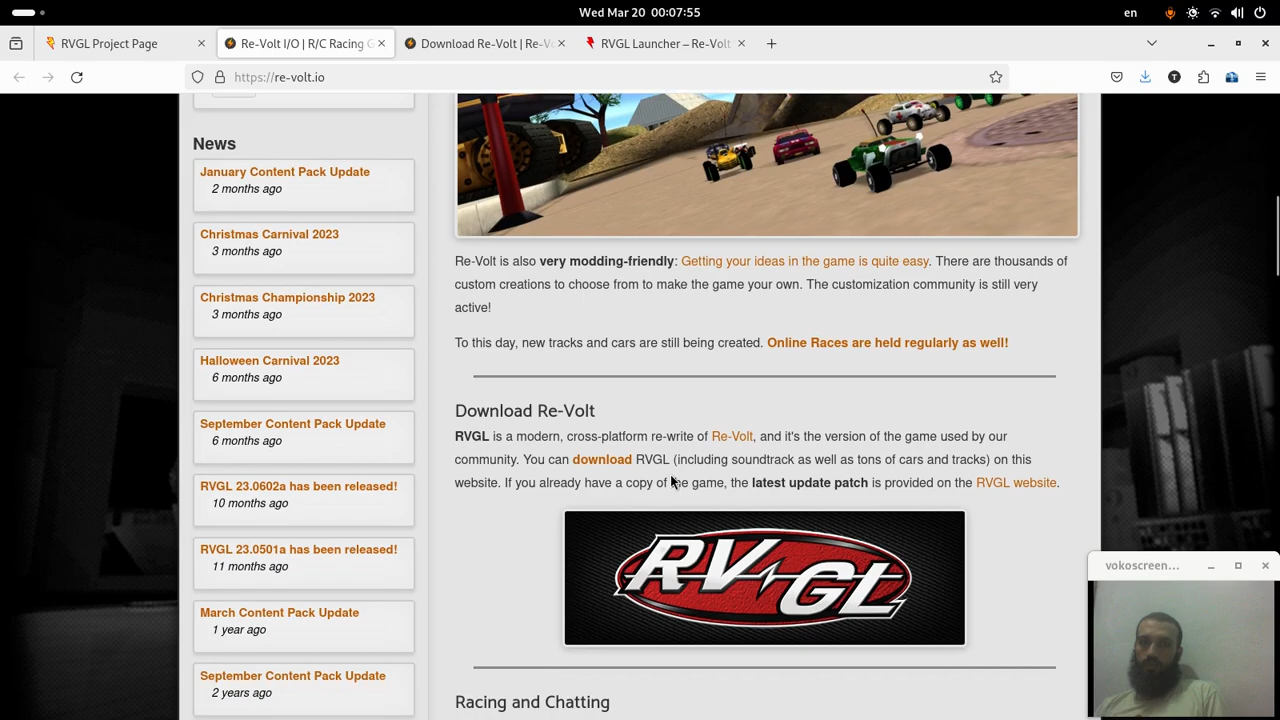 Wed Mar 20 00:07:55
en
RVGL Project Page
Re-Volt I/O | R/C Racing G
Download Re-Volt | Re-V
RVGL Launcher – Re-Volt
https://re-volt.io
News
January Content Pack Update
2 months ago
Christmas Carnival 2023
3 months ago
Christmas Championship 2023
3 months ago
Halloween Carnival 2023
6 months ago
September Content Pack Update
6 months ago
RVGL 23.0602a has been released!
10 months ago
RVGL 23.0501a has been released!
11 months ago
March Content Pack Update
1 year ago
September Content Pack Update
2 years ago
Re-Volt is also very modding-friendly: Getting your ideas in the game is quite easy. There are thousands of
custom creations to choose from to make the game your own. The customization community is still very
active!
To this day, new tracks and cars are still being created. Online Races are held regularly as well!
Download Re-Volt
RVGL is a modern, cross-platform re-write of Re-Volt, and it's the version of the game used by our
community. You can download RVGL (including soundtrack as well as tons of cars and tracks) on this
website. If you already have a copy of the game, the latest update patch is provided on the RVGL website.
RVGL
Racing and Chatting
vokoscreen...